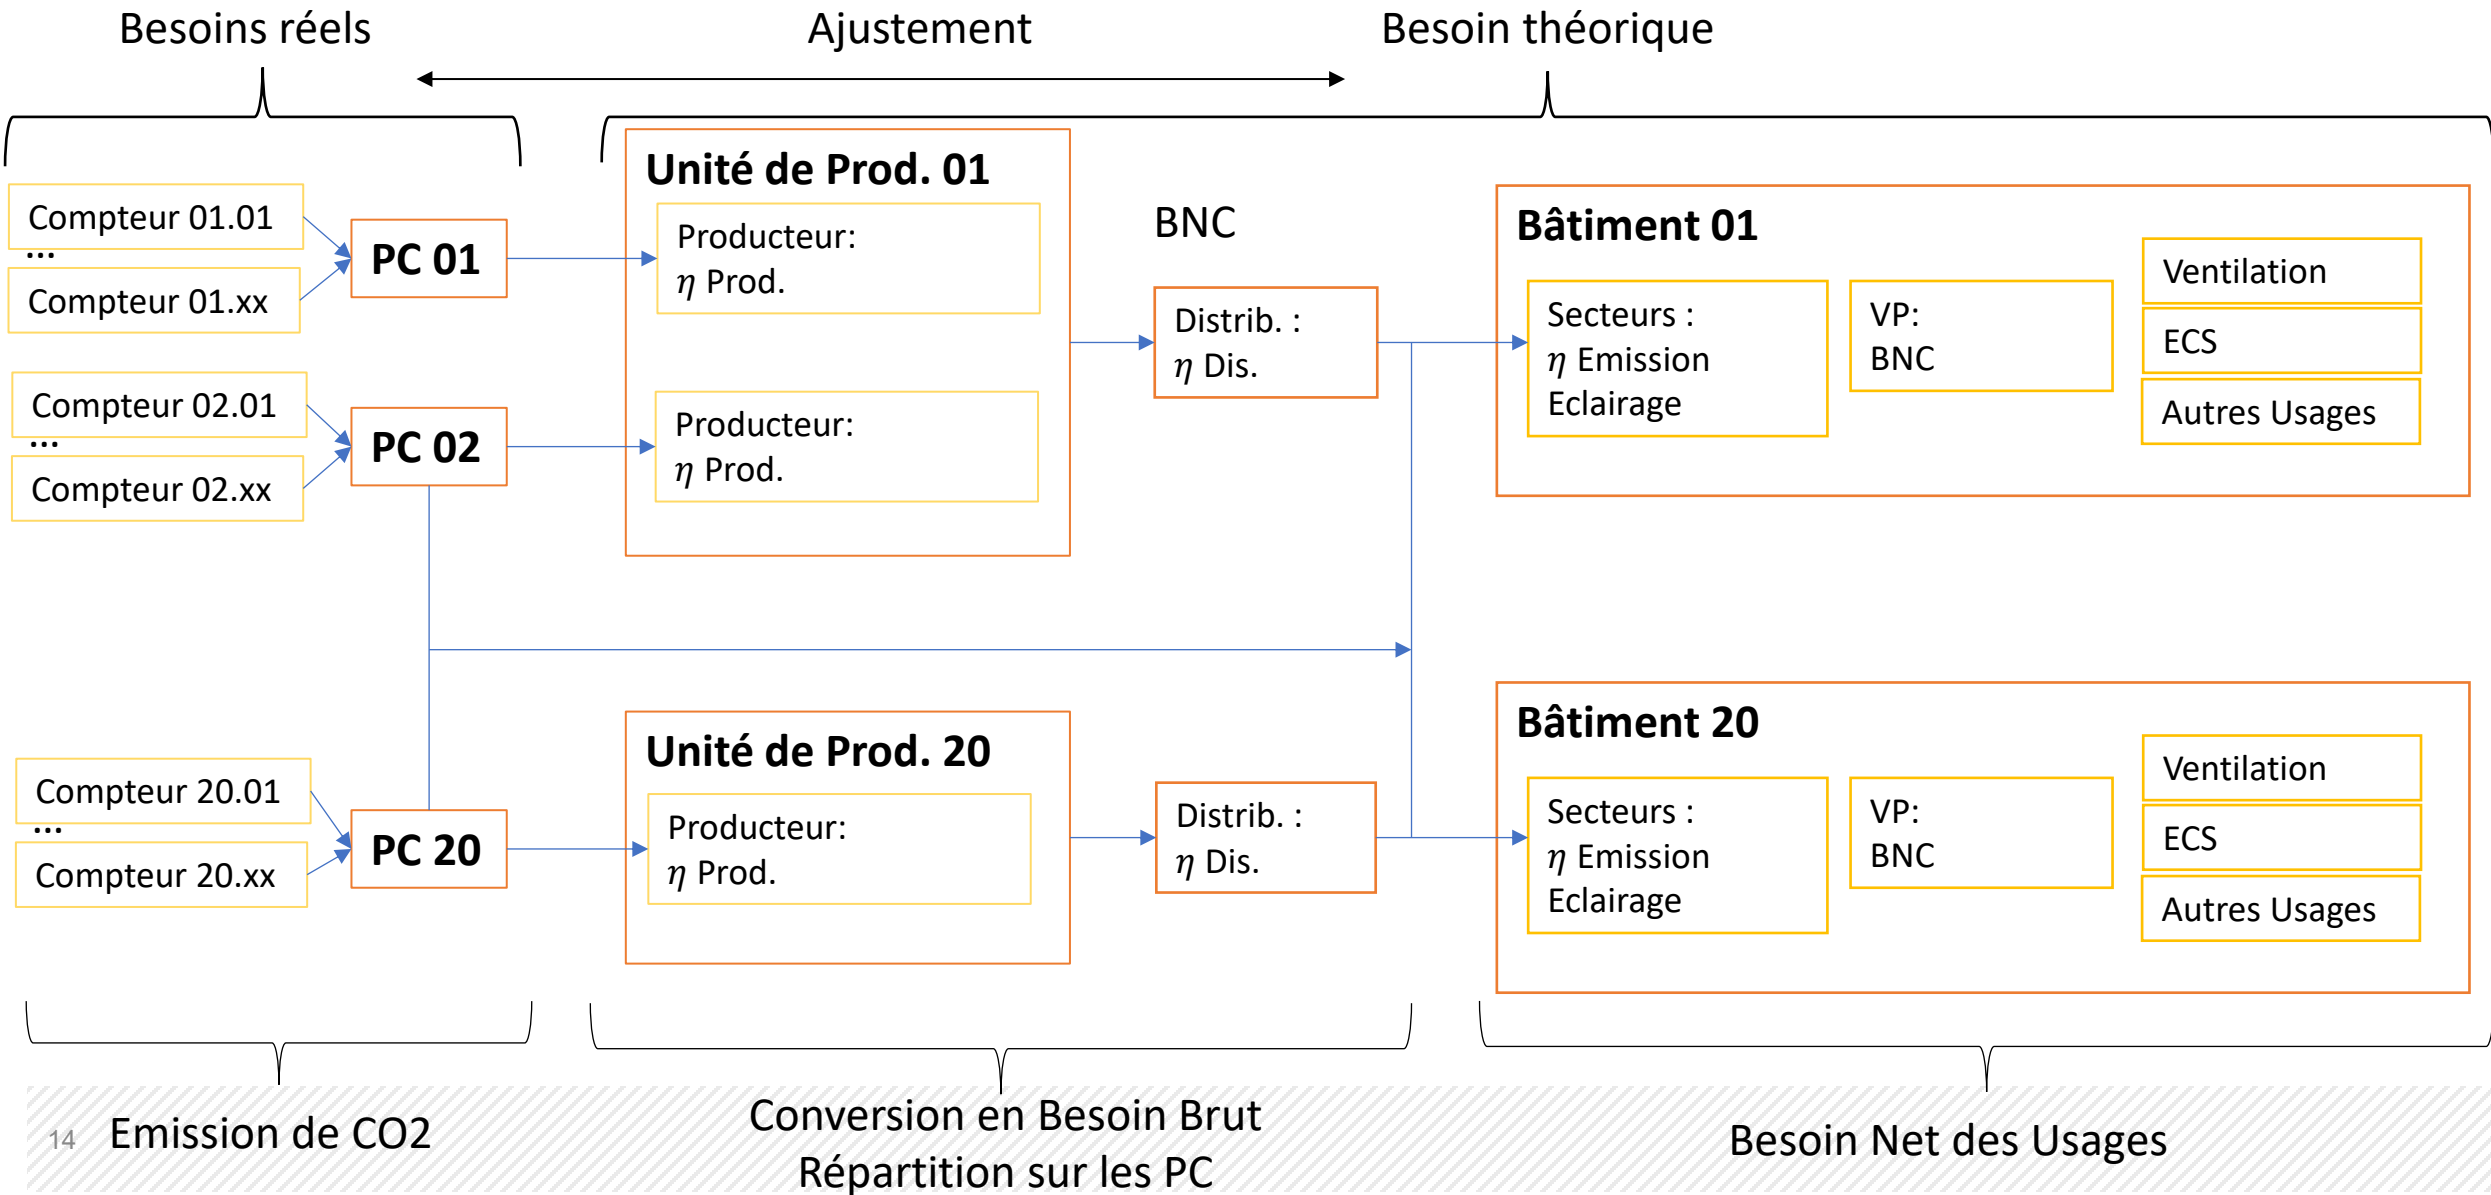 Besoins réels
Ajustement
Besoin théorique
Compteur 01.01
...
Compteur 01.xx
PC 01
Compteur 02.01
...
Compteur 02.xx
PC 02
Compteur 20.01
...
Compteur 20.xx
PC 20
Unité de Prod. 01
Producteur:
η Prod.
Producteur:
η Prod.
Unité de Prod. 20
Producteur:
η Prod.
BNC
Distrib. :
η Dis.
Distrib. :
η Dis.
Bâtiment 01
Secteurs :
η Emission
Eclairage
VP:
BNC
Ventilation
ECS
Autres Usages
Bâtiment 20
Secteurs :
η Emission
Eclairage
VP:
BNC
Ventilation
ECS
Autres Usages
14
Emission de CO2
Conversion en Besoin Brut
Répartition sur les PC
Besoin Net des Usages